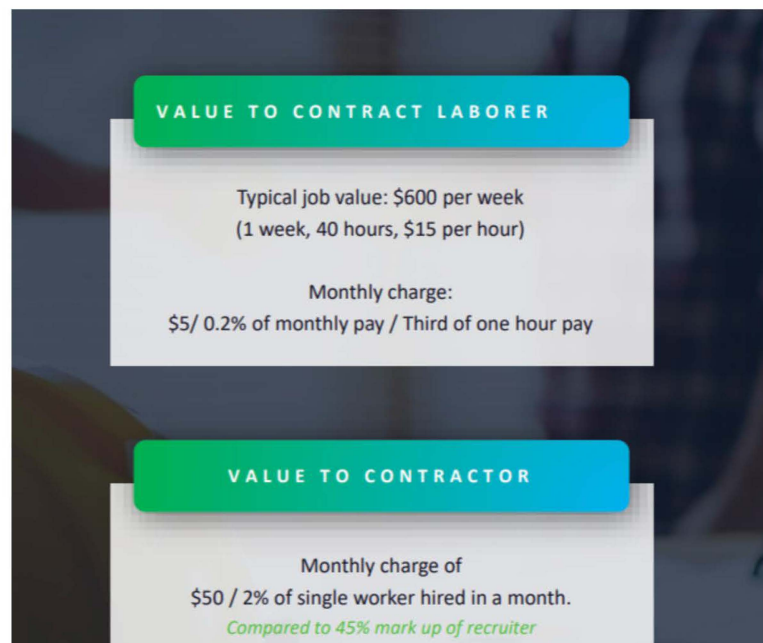 VALUE TO CONTRACT LABORER
Typical job value: $600 per week
(1 week, 40 hours, $15 per hour)
Monthly charge:
$5/ 0.2% of monthly pay / Third of one hour pay
VALUE TO CONTRACTOR
Monthly charge of
$50 / 2% of single worker hired in a month.
Compared to 45% mark up of recruiter